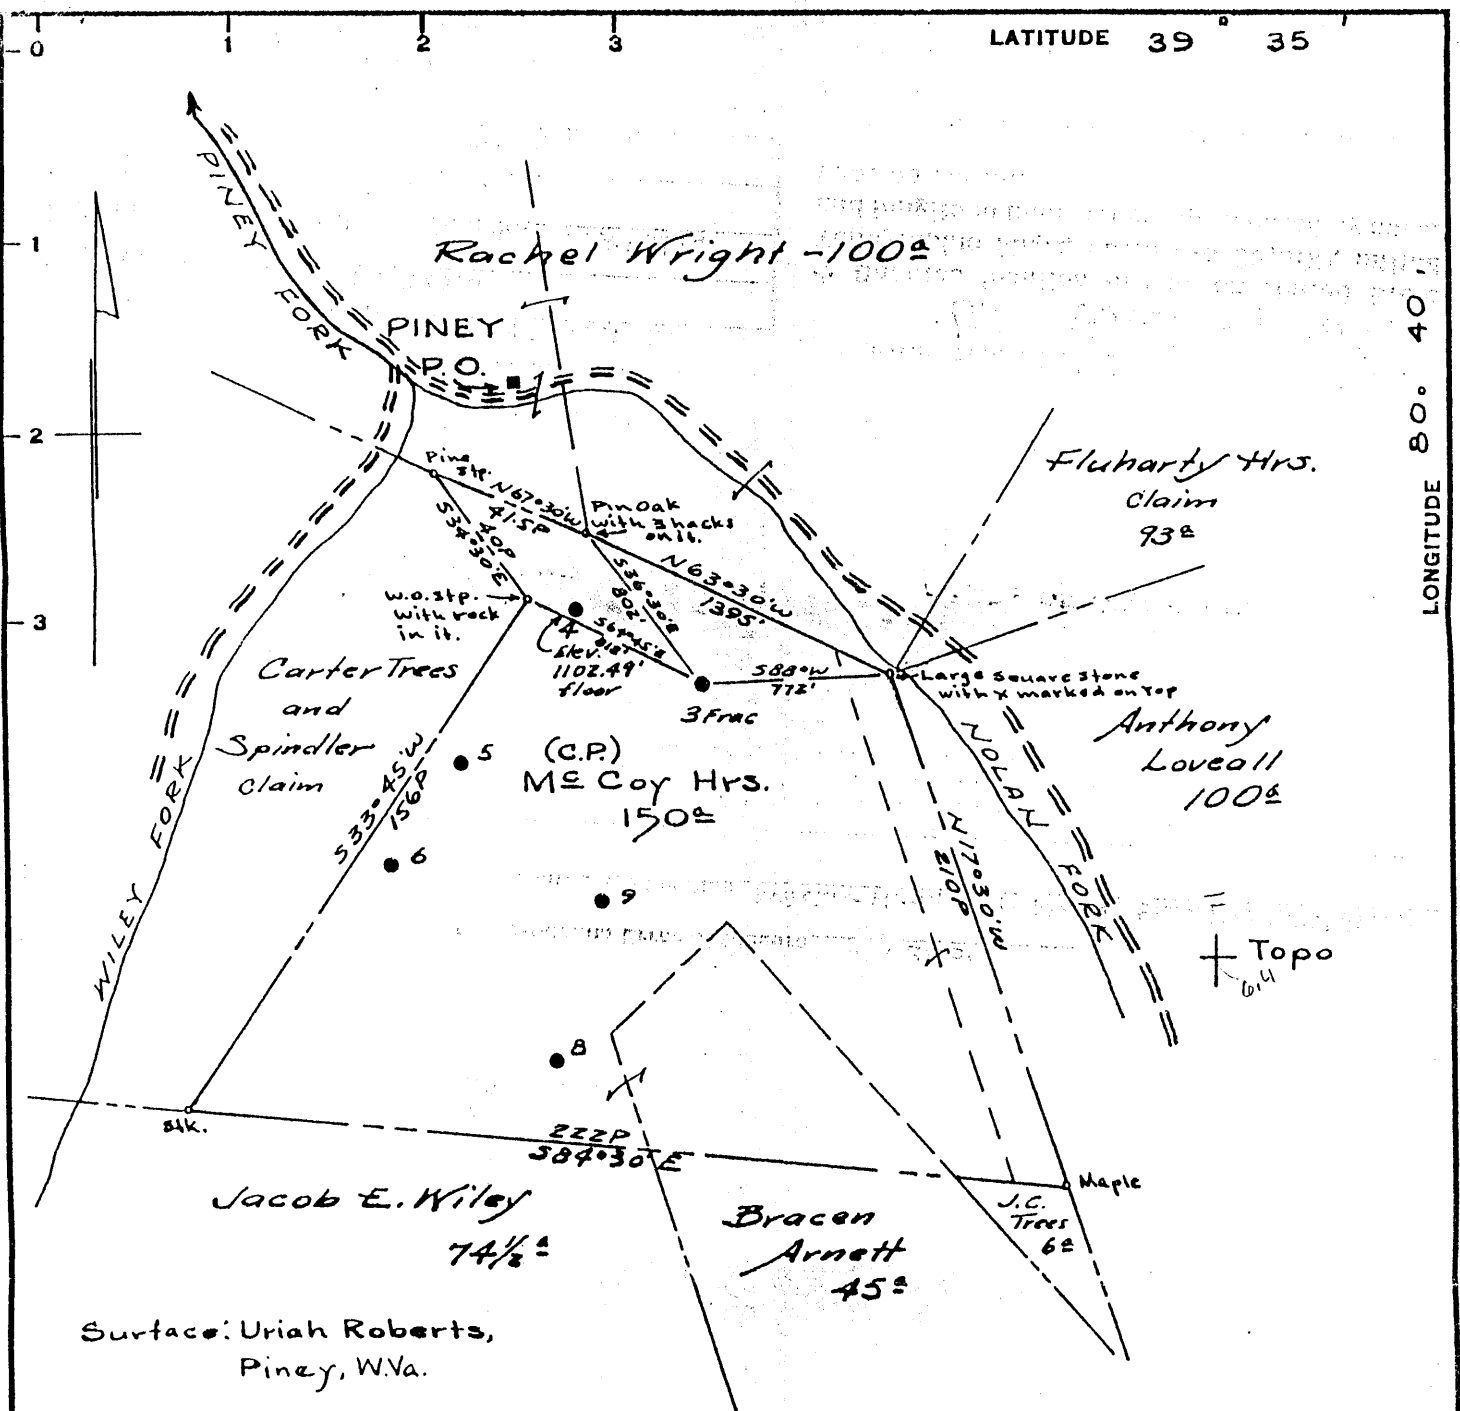 0 1 2 3 LATITUDE 39° 35'
1
2
3
LONGITUDE 80° 40'
PINEY FORK
Rachel Wright - 100a
PINEY
P.O.
Pine
stp.
N67°30'W
41.5P
S34°30'E
40P
Pin Oak
with 3 hacks
on it.
Fluharty Hrs.
Claim
93a
N63°30'W
1395'
S36°30'E
802'
w.o. stp.
with rock
in it.
4
Elev.
1102.49'
floor
S88°W
772'
3 Frac
Large Square Stone
with x marked on Top
Carter Trees
and
Spindler
Claim
Anthony
Loveall
100a
NOLAN FORK
5
(C.P.)
Mc Coy Hrs.
150a
S33°45'W
156P
6
9
N17°30'W
210P
WILEY FORK
Topo
8
stk.
222P
S84°30'E
Maple
Jacob E. Wiley
74½a
Bracen
Arnett
45a
J.C.
Trees
6a
Surface: Uriah Roberts,
Piney, W.Va.